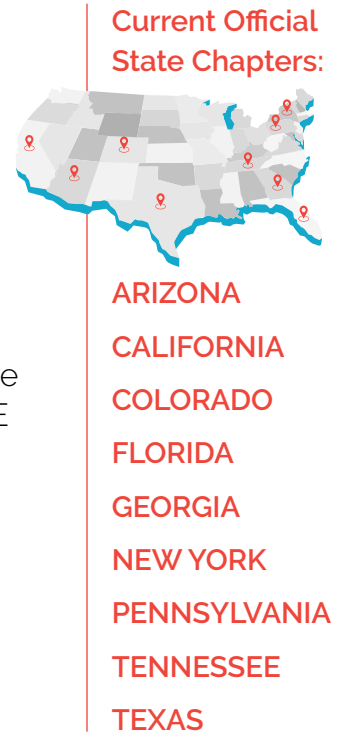 Current Official
State Chapters:
ARIZONA
CALIFORNIA
e
COLORADO
E
FLORIDA
GEORGIA
NEW YORK
PENNSYLVANIA
TENNESSEE
TEXAS